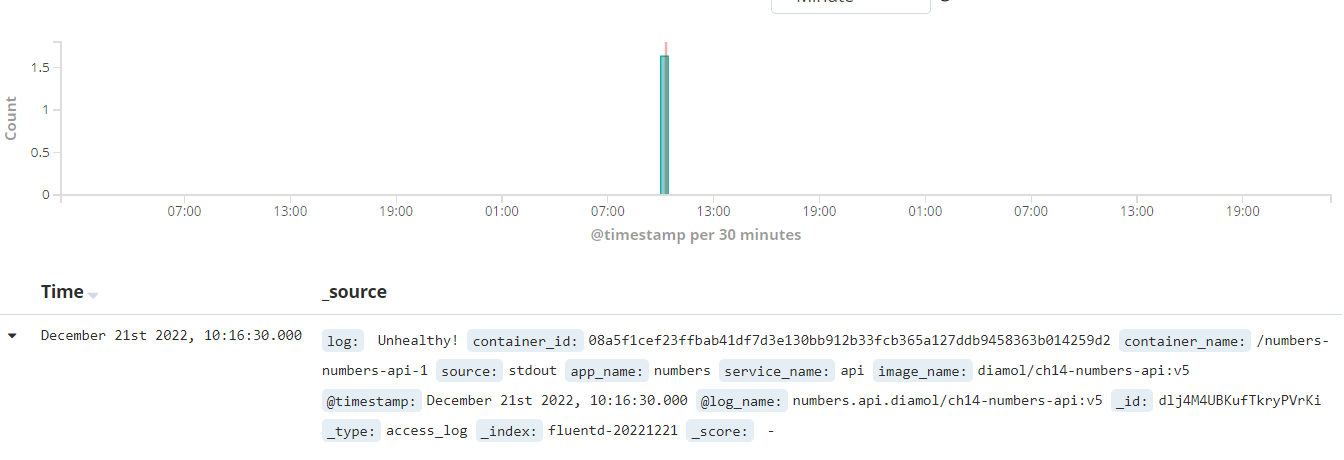 Minute
1.5
1
0.5
0
Count
07:00 13:00 19:00 01:00 07:00 13:00 19:00 01:00 07:00 13:00 19:00
@timestamp per 30 minutes
Time _source
December 21st 2022, 10:16:30.000 log: Unhealthy! container_id: 08a5f1cef23ffbab41df7d3e130bb912b33fcb365a127ddb9458363b014259d2 container_name: /numbers-
numbers-api-1 source: stdout app_name: numbers service_name: api image_name: diamol/ch14-numbers-api:v5
@timestamp: December 21st 2022, 10:16:30.000 @log_name: numbers.api.diamol/ch14-numbers-api:v5 _id: dlj4M4UBKufTkryPVrKi
_type: access_log _index: fluentd-20221221 _score: -